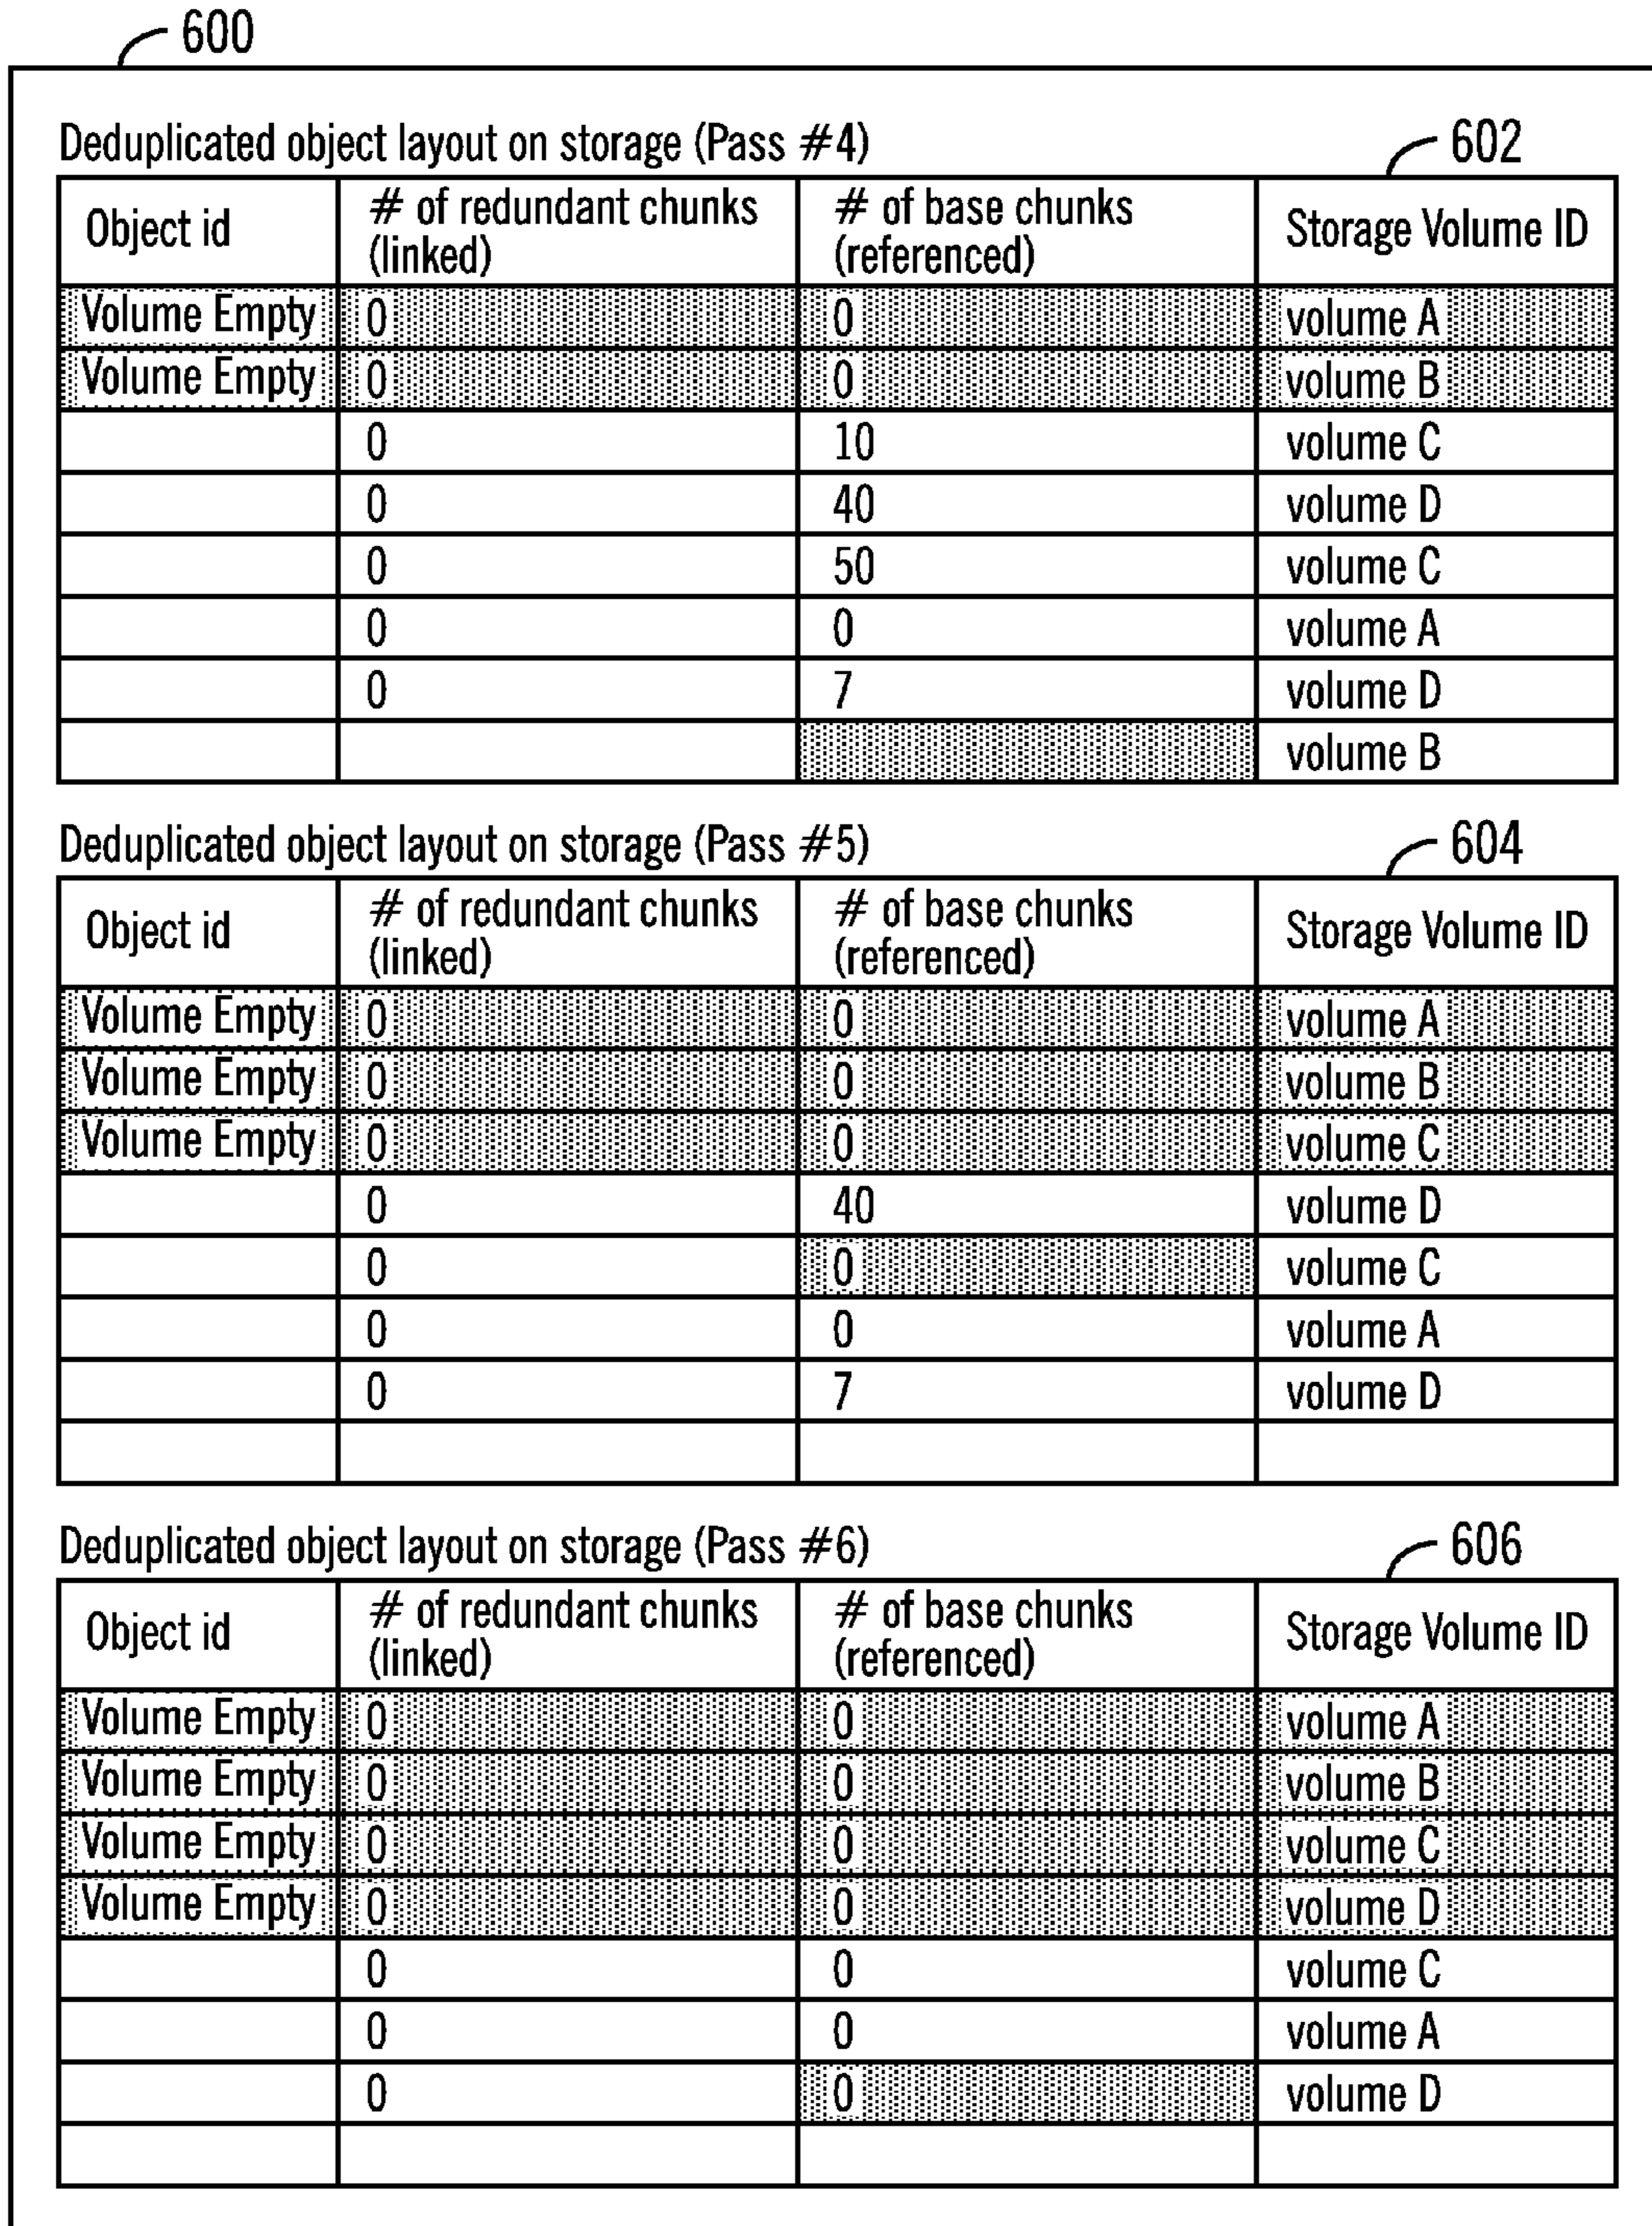 600
Deduplicated object layout on storage (Pass #4)
602
Object id | # of redundant chunks (linked) | # of base chunks (referenced) | Storage Volume ID
Volume Empty | 0 | 0 | volume A
Volume Empty | 0 | 0 | volume B
0 | 10 | volume C
0 | 40 | volume D
0 | 50 | volume C
0 | 0 | volume A
0 | 7 | volume D
volume B
Deduplicated object layout on storage (Pass #5)
604
Object id | # of redundant chunks (linked) | # of base chunks (referenced) | Storage Volume ID
Volume Empty | 0 | 0 | volume A
Volume Empty | 0 | 0 | volume B
Volume Empty | 0 | 0 | volume C
0 | 40 | volume D
0 | 0 | volume C
0 | 0 | volume A
0 | 7 | volume D
Deduplicated object layout on storage (Pass #6)
606
Object id | # of redundant chunks (linked) | # of base chunks (referenced) | Storage Volume ID
Volume Empty | 0 | 0 | volume A
Volume Empty | 0 | 0 | volume B
Volume Empty | 0 | 0 | volume C
Volume Empty | 0 | 0 | volume D
0 | 0 | volume C
0 | 0 | volume A
0 | 0 | volume D